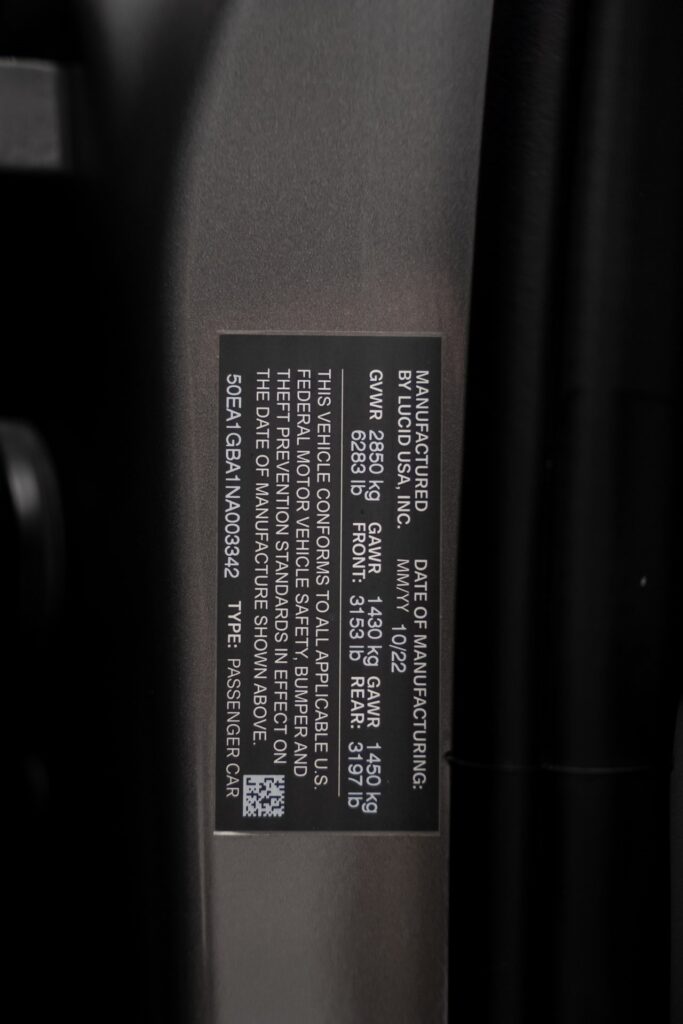 MANUFACTURED
BY LUCID USA, INC.
DATE OF MANUFACTURING:
MM/YY 10/22
GVWR 2850 kg
6283 lb
GAWR 1430 kg
FRONT: 3153 lb
GAWR 1450 kg
REAR: 3197 lb
THIS VEHICLE CONFORMS TO ALL APPLICABLE U.S.
FEDERAL MOTOR VEHICLE SAFETY, BUMPER AND
THEFT PREVENTION STANDARDS IN EFFECT ON
THE DATE OF MANUFACTURE SHOWN ABOVE.
50EA1GBA1NA003342 TYPE: PASSENGER CAR